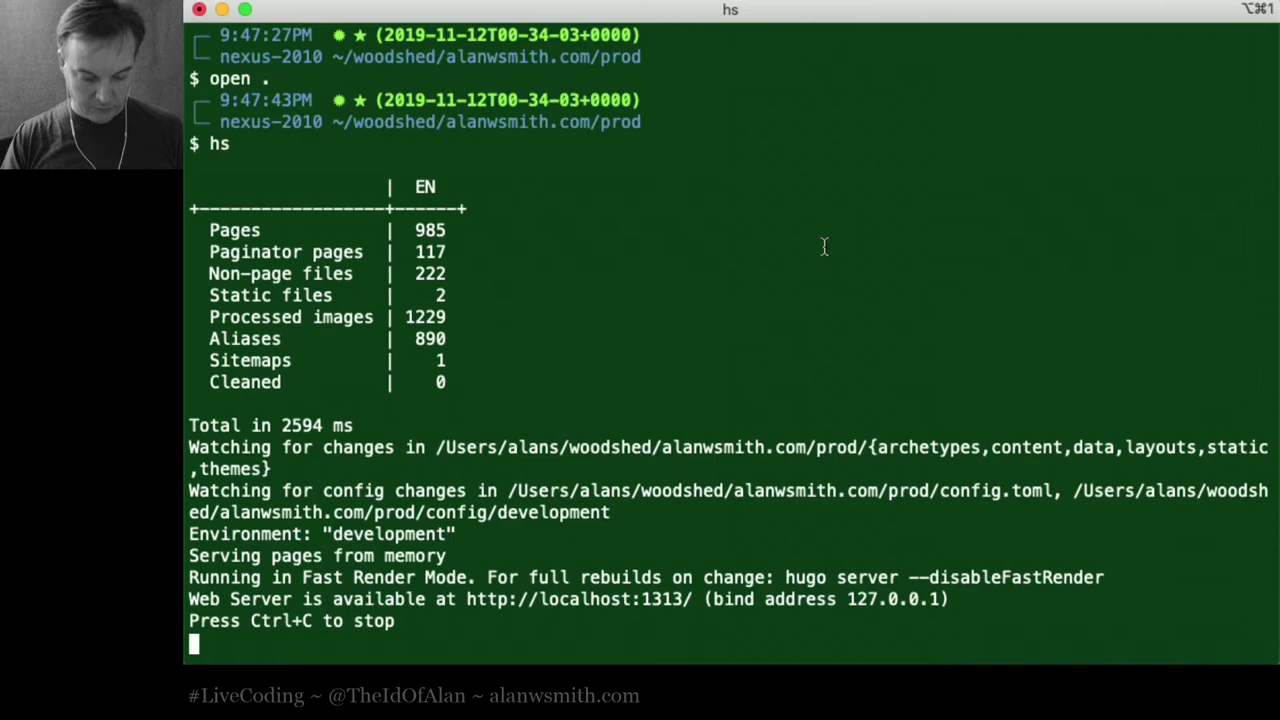 hs
⌥⌘1
9:47:27PM ✹ ★ (2019-11-12T00-34-03+0000)
nexus-2010 ~/woodshed/alanwsmith.com/prod
$ open .
9:47:43PM ✹ ★ (2019-11-12T00-34-03+0000)
nexus-2010 ~/woodshed/alanwsmith.com/prod
$ hs
| EN
+------------------+------+
Pages | 985
Paginator pages | 117
Non-page files | 222
Static files | 2
Processed images | 1229
Aliases | 890
Sitemaps | 1
Cleaned | 0
Total in 2594 ms
Watching for changes in /Users/alans/woodshed/alanwsmith.com/prod/{archetypes,content,data,layouts,static
,themes}
Watching for config changes in /Users/alans/woodshed/alanwsmith.com/prod/config.toml, /Users/alans/woodsh
ed/alanwsmith.com/prod/config/development
Environment: "development"
Serving pages from memory
Running in Fast Render Mode. For full rebuilds on change: hugo server --disableFastRender
Web Server is available at http://localhost:1313/ (bind address 127.0.0.1)
Press Ctrl+C to stop
#LiveCoding ~ @TheIdOfAlan ~ alanwsmith.com